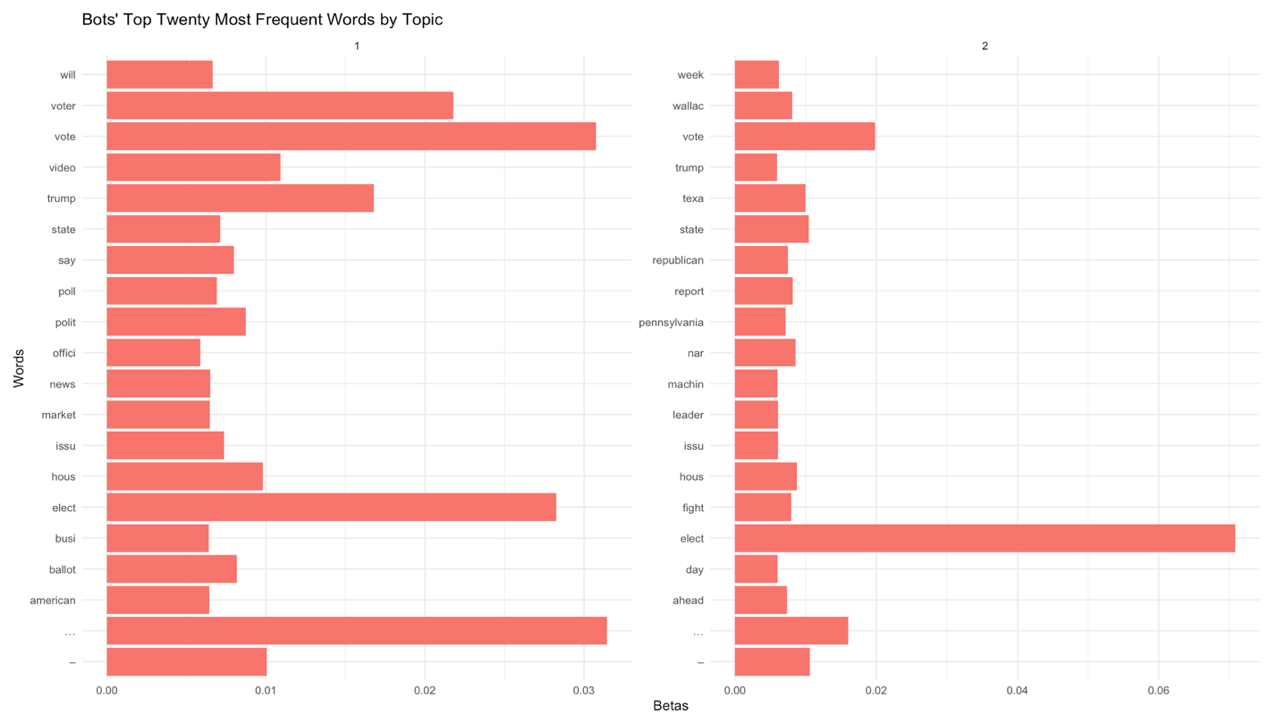 Bots' Top Twenty Most Frequent Words by Topic
1
will
voter
vote
video
trump
state
say
poll
polit
offici
news
market
issu
hous
elect
busi
ballot
american
…
–
0.00 0.01 0.02 0.03
2
week
wallac
vote
trump
texa
state
republican
report
pennsylvania
nar
machin
leader
issu
hous
fight
elect
day
ahead
…
–
0.00 0.02 0.04 0.06
Words
Betas